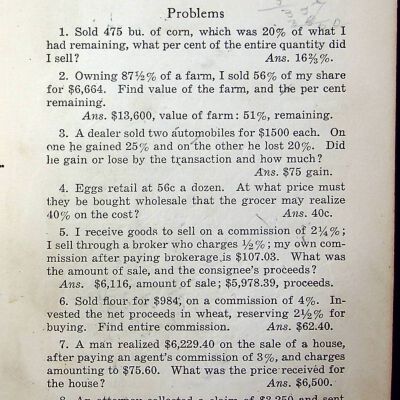 Problems
1. Sold 475 bu. of corn, which was 20% of what I
had remaining, what per cent of the entire quantity did
I sell? Ans. 16⅔%.
2. Owning 87½% of a farm, I sold 56% of my share
for $6,664. Find value of the farm, and the per cent
remaining.
Ans. $13,600, value of farm: 51%, remaining.
3. A dealer sold two automobiles for $1500 each. On
one he gained 25% and on the other he lost 20%. Did
he gain or lose by the transaction and how much?
Ans. $75 gain.
4. Eggs retail at 56c a dozen. At what price must
they be bought wholesale that the grocer may realize
40% on the cost? Ans. 40c.
5. I receive goods to sell on a commission of 2¼%;
I sell through a broker who charges ½%; my own com-
mission after paying brokerage is $107.03. What was
the amount of sale, and the consignee's proceeds?
Ans. $6,116, amount of sale; $5,978.39, proceeds.
6. Sold flour for $984, on a commission of 4%. In-
vested the net proceeds in wheat, reserving 2½% for
buying. Find entire commission. Ans. $62.40.
7. A man realized $6,229.40 on the sale of a house,
after paying an agent's commission of 3%, and charges
amounting to $75.60. What was the price received for
the house? Ans. $6,500.
8. An attorney collected a claim of $3,250 and sent